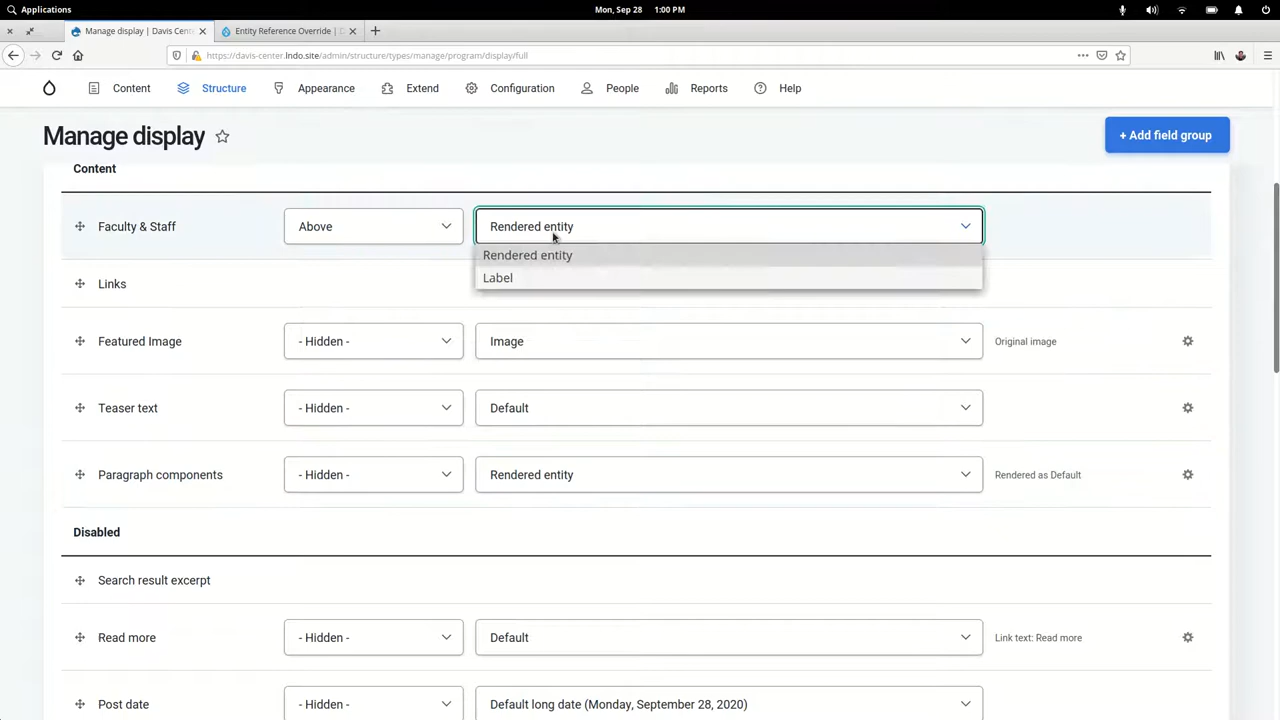 Applications
Mon, Sep 28 1:00 PM
Manage display | Davis Cente
Entity Reference Override | D
https://davis-center.lndo.site/admin/structure/types/manage/program/display/full
Content
Structure
Appearance
Extend
Configuration
People
Reports
Help
Manage display
+ Add field group
Content
Faculty & Staff
Above
Rendered entity
Rendered entity
Label
Links
Featured Image
- Hidden -
Image
Original image
Teaser text
- Hidden -
Default
Paragraph components
- Hidden -
Rendered entity
Rendered as Default
Disabled
Search result excerpt
Read more
- Hidden -
Default
Link text: Read more
Post date
- Hidden -
Default long date (Monday, September 28, 2020)